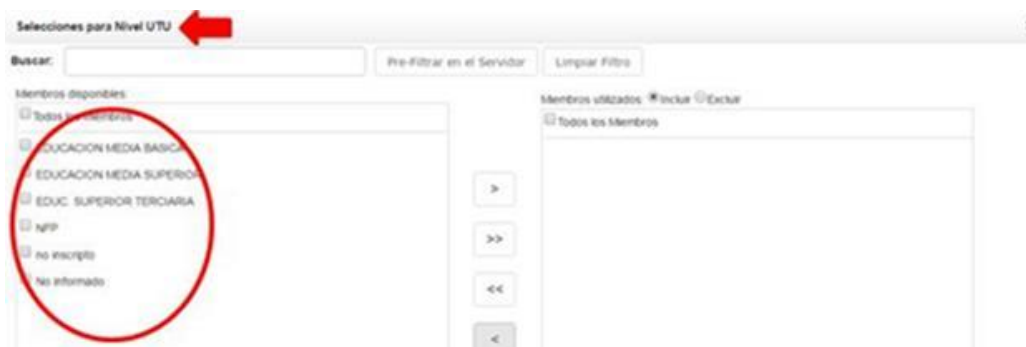 Selecciones para Nivel UTU
Buscar: Pre-Filtrar en el Servidor Limpiar Filtro
Miembros disponibles: Miembros utilizados: Incluir Excluir
Todos los Miembros Todos los Miembros
EDUCACION MEDIA BASICA
EDUCACION MEDIA SUPERIOR
>
EDUC. SUPERIOR TERCIARIA
NFP
>>
no inscripto
No informado
<<
<